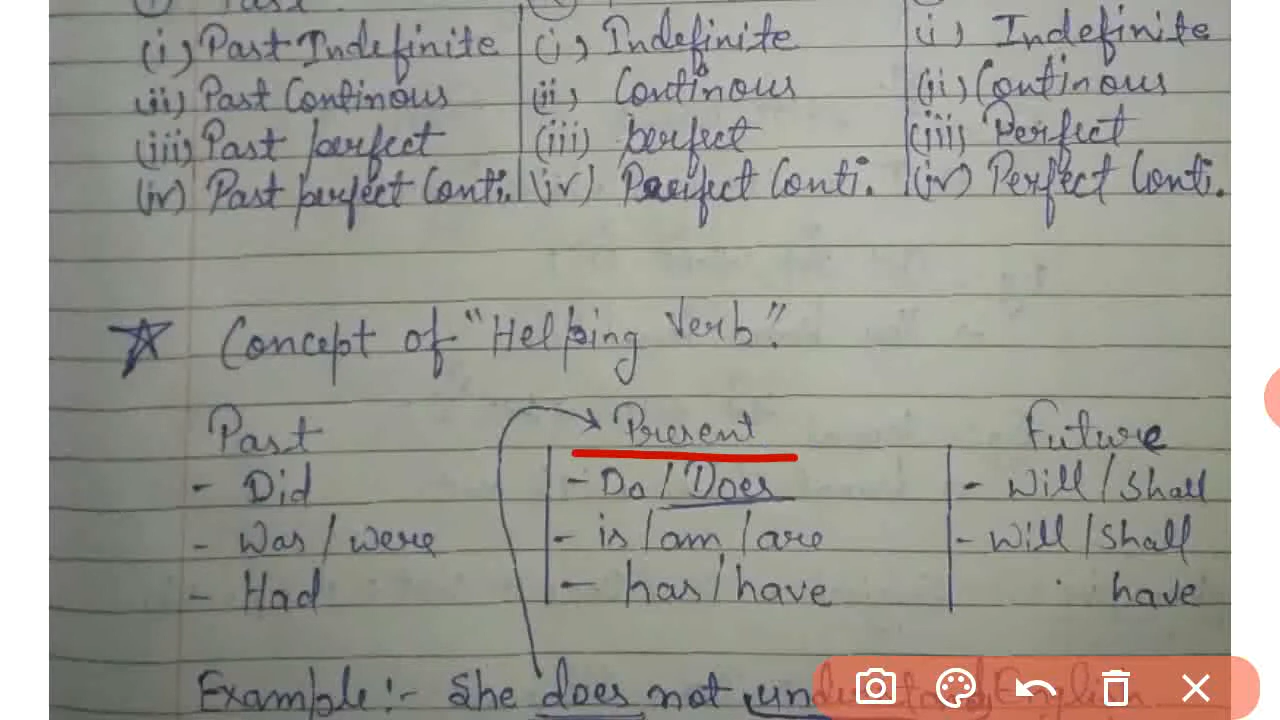 (i) Past Indefinite (i) Indefinite (i) Indefinite
(ii) Past Continous (ii) Continous (ii) Continous
(iii) Past perfect (iii) perfect (iii) Perfect
(iv) Past perfect Conti. (iv) Perfect Conti. (iv) Perfect Conti.
Concept of "Helping Verb"
Past Present Future
- Did - Do / Does - Will / Shall
- Was / were - is / am / are - Will / Shall
- Had - has / have have
Example:- She does not understand English